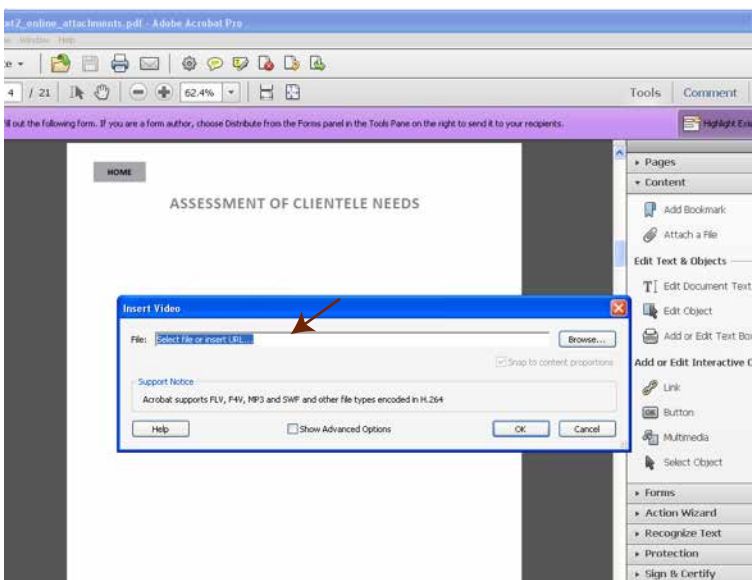 xt2_online_attachments.pdf - Adobe Acrobat Pro
Window Help
4 / 21 62.4% Tools Comment
ill out the following form. If you are a form author, choose Distribute from the Forms panel in the Tools Pane on the right to send it to your recipients. Highlight Exis
HOME
ASSESSMENT OF CLIENTELE NEEDS
Insert Video
File: Select file or insert URL... Browse...
Snap to content proportions
Support Notice
Acrobat supports FLV, F4V, MP3 and SWF and other file types encoded in H.264
Help Show Advanced Options OK Cancel
Pages
Content
Add Bookmark
Attach a File
Edit Text & Objects
Edit Document Text
Edit Object
Add or Edit Text Bo
Add or Edit Interactive O
Link
OK Button
Multimedia
Select Object
Forms
Action Wizard
Recognize Text
Protection
Sign & Certify